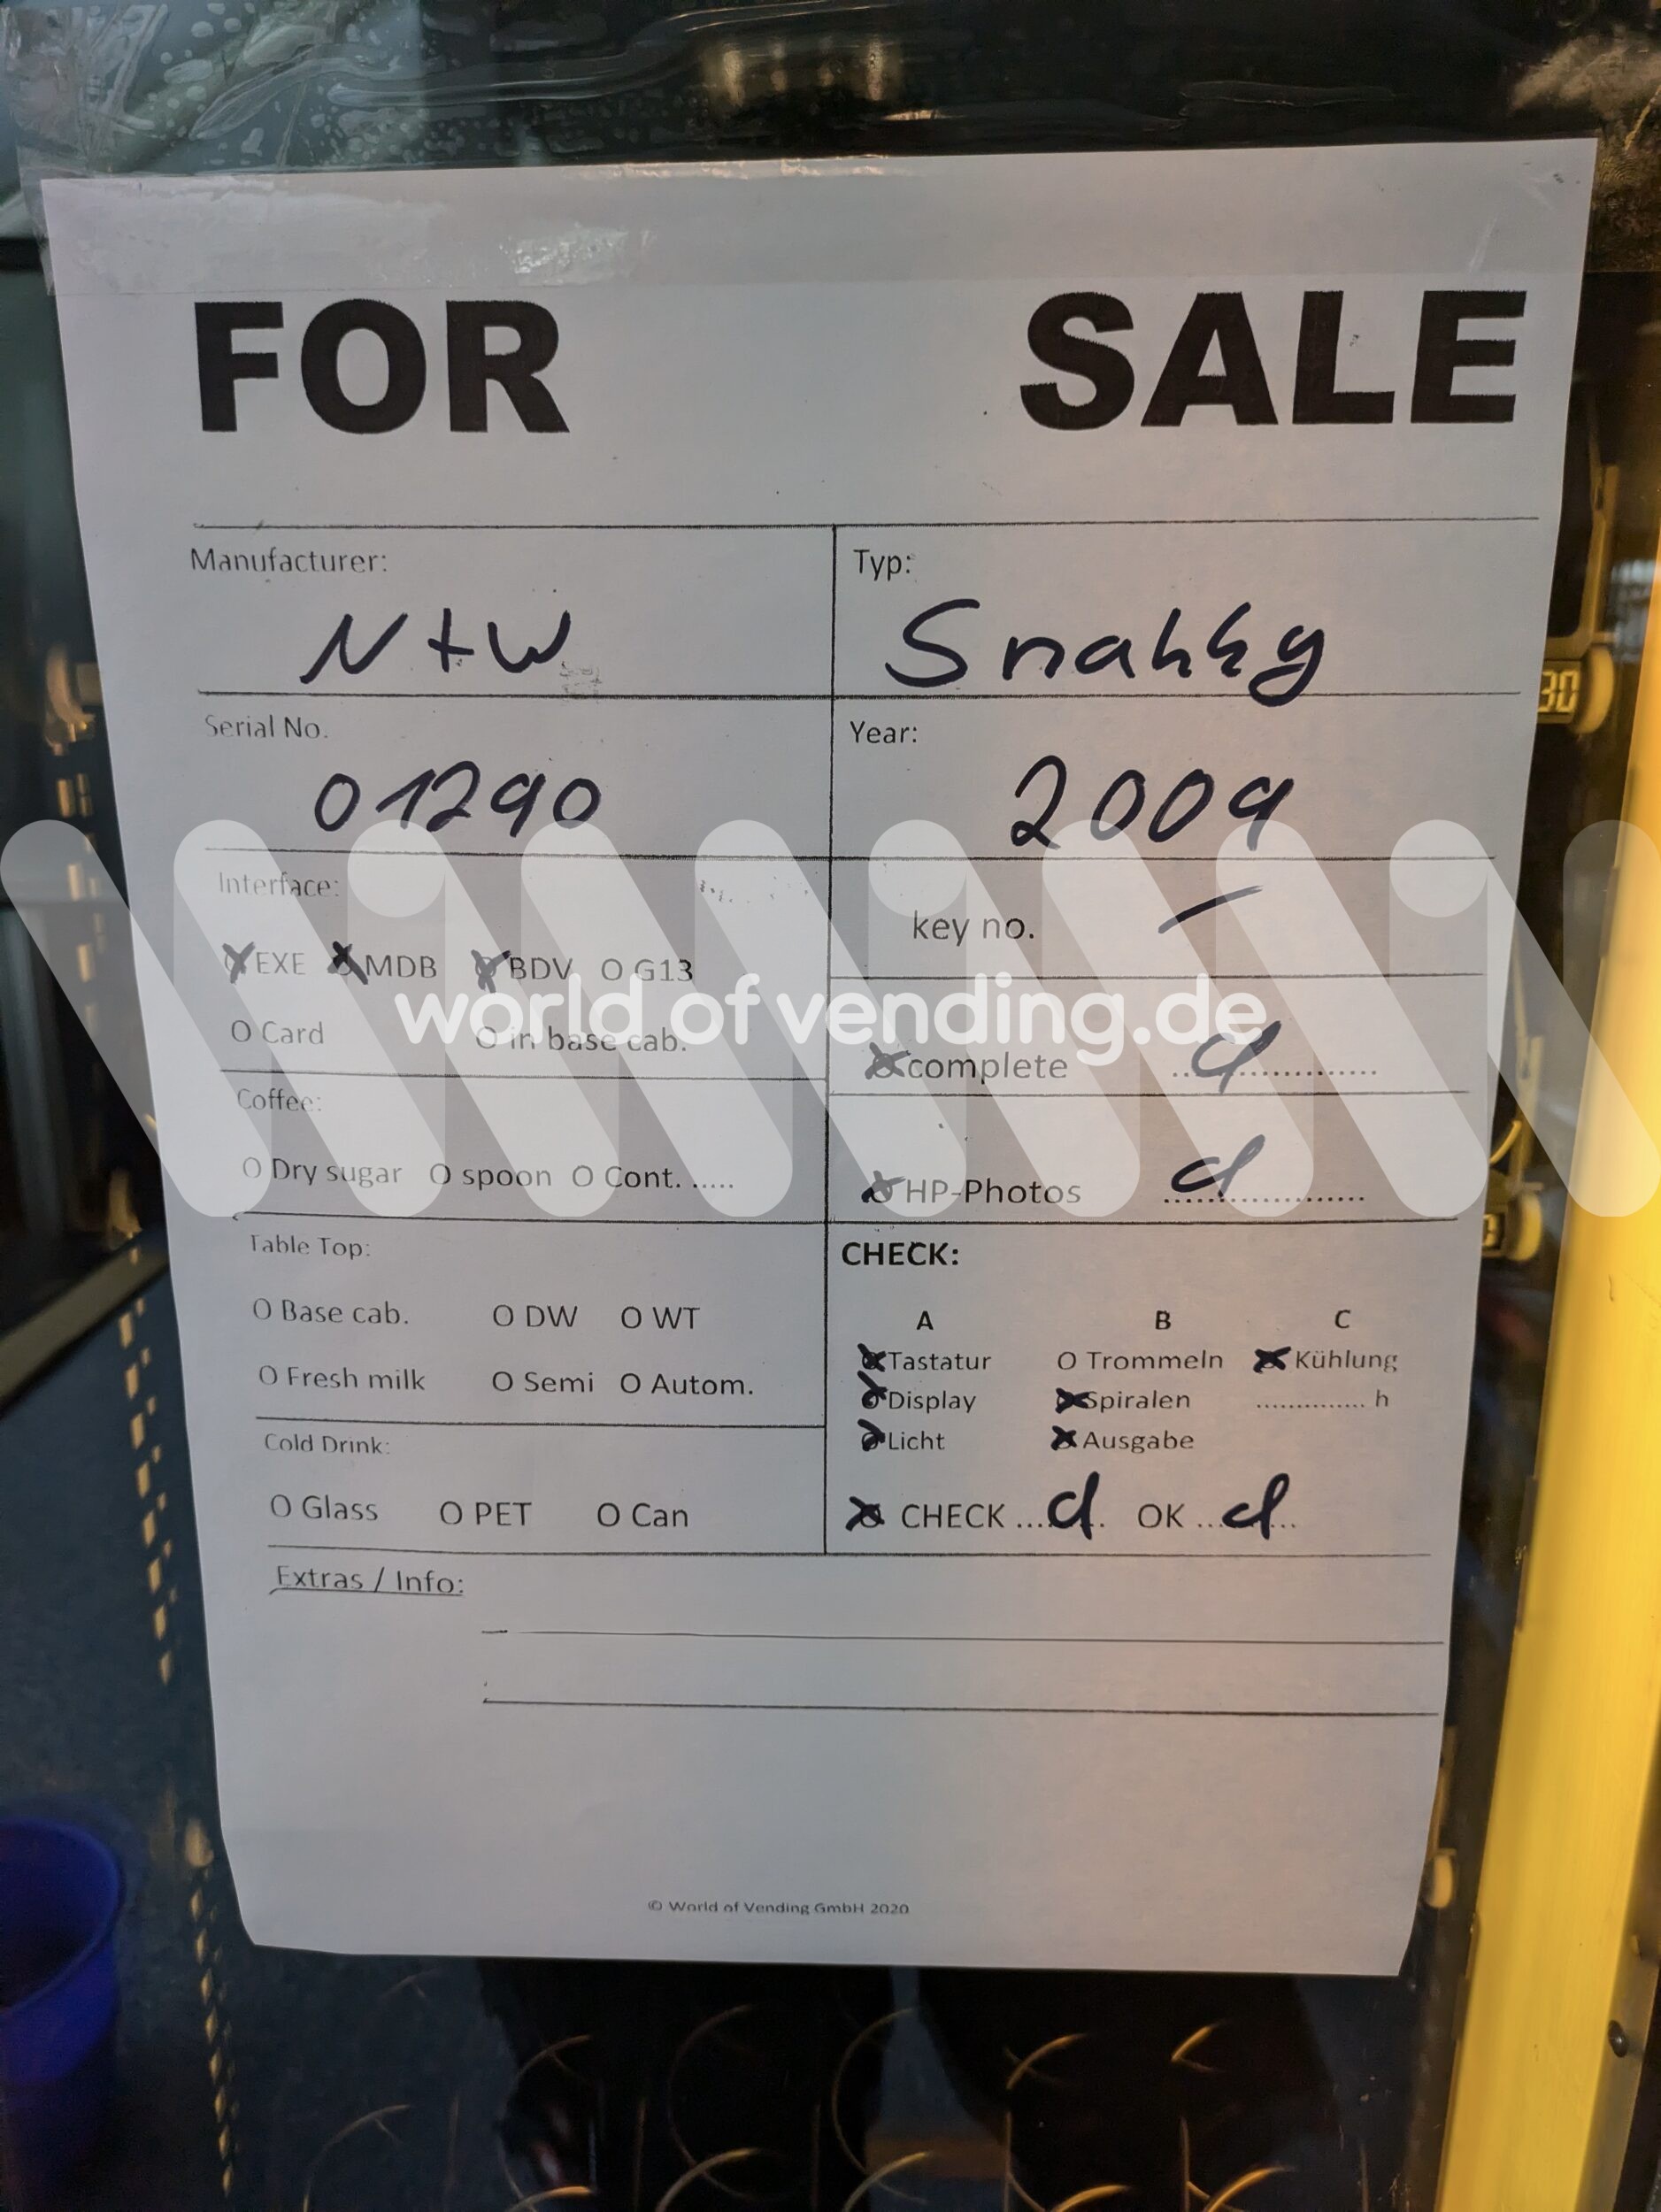 FOR SALE
Manufacturer: Typ:
N+W Snakky
Serial No. Year:
01290 2009
Interface:
key no. –
EXE MDB BDV O G13
world of vending.de
O Card O in base cab.
complete d
Coffee:
O Dry sugar O spoon O Cont. .....
HP-Photos d
Table Top: CHECK:
O Base cab. O DW O WT
A B C
Tastatur O Trommeln Kühlung
O Fresh milk O Semi O Autom.
Display Spiralen .............. h
Cold Drink:
Licht Ausgabe
O Glass O PET O Can
CHECK ...d. OK ...d...
Extras / Info:
© World of Vending GmbH 2020
30